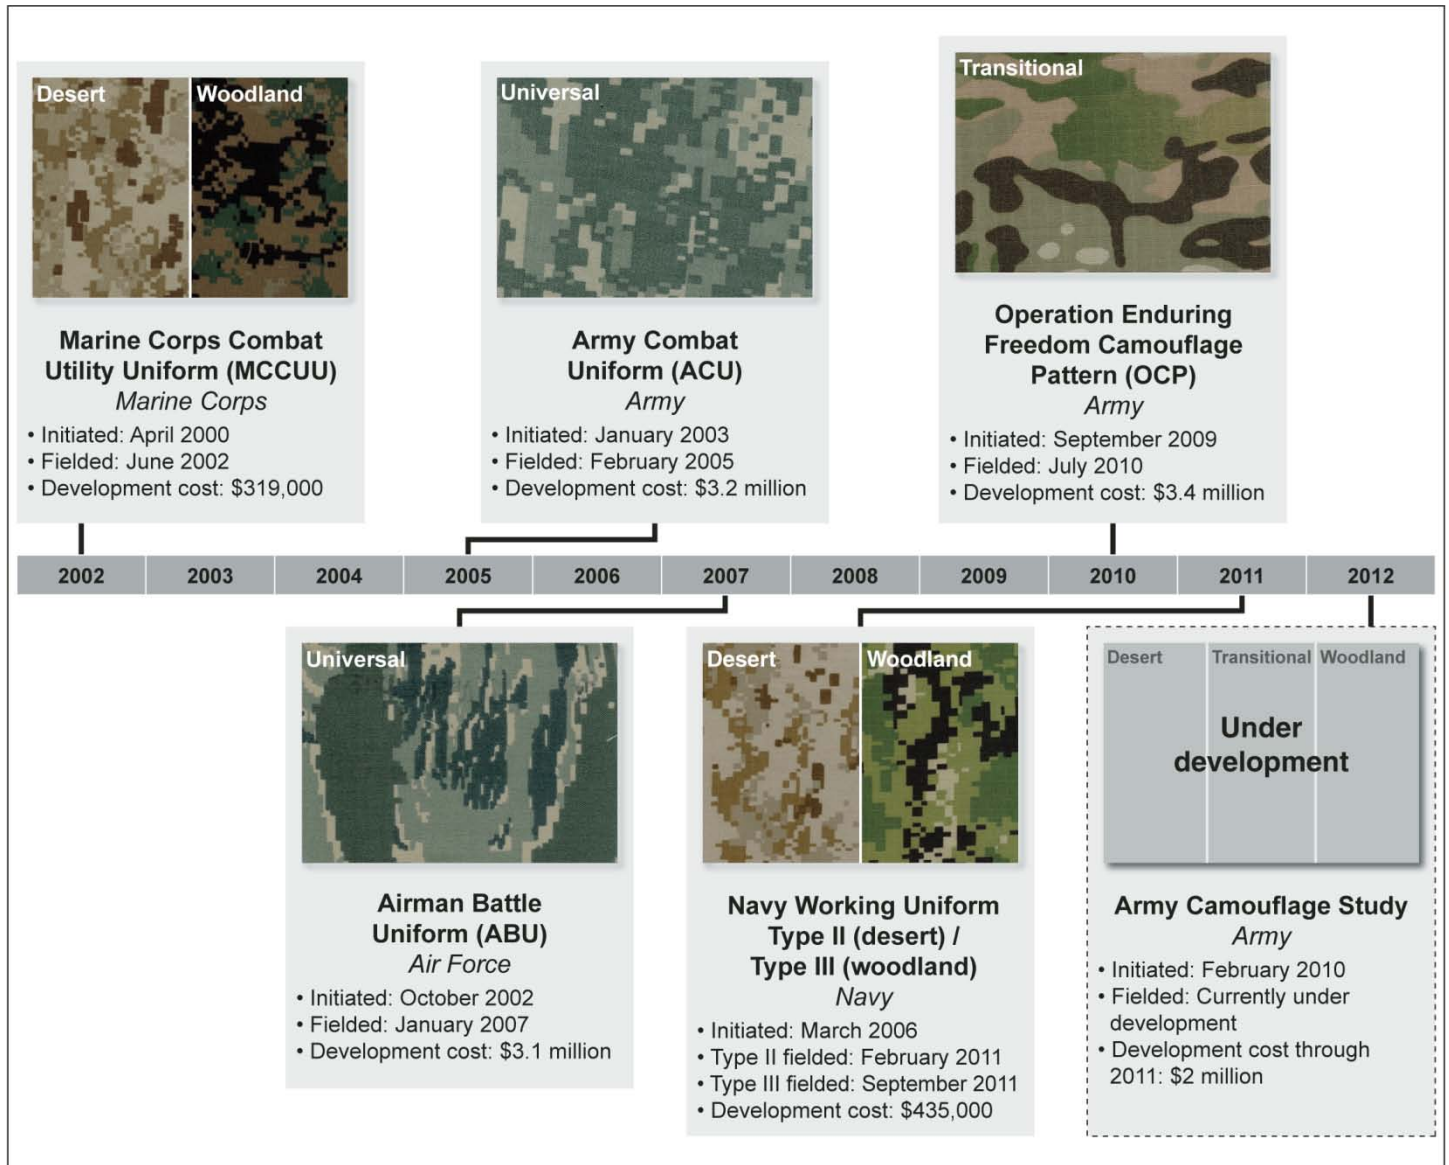 Desert
Woodland
Marine Corps Combat
Utility Uniform (MCCUU)
Marine Corps
• Initiated: April 2000
• Fielded: June 2002
• Development cost: $319,000
Universal
Army Combat
Uniform (ACU)
Army
• Initiated: January 2003
• Fielded: February 2005
• Development cost: $3.2 million
Transitional
Operation Enduring
Freedom Camouflage
Pattern (OCP)
Army
• Initiated: September 2009
• Fielded: July 2010
• Development cost: $3.4 million
2002 2003 2004 2005 2006 2007 2008 2009 2010 2011 2012
Universal
Airman Battle
Uniform (ABU)
Air Force
• Initiated: October 2002
• Fielded: January 2007
• Development cost: $3.1 million
Desert
Woodland
Navy Working Uniform
Type II (desert) /
Type III (woodland)
Navy
• Initiated: March 2006
• Type II fielded: February 2011
• Type III fielded: September 2011
• Development cost: $435,000
Desert
Transitional
Woodland
Under
development
Army Camouflage Study
Army
• Initiated: February 2010
• Fielded: Currently under
development
• Development cost through
2011: $2 million